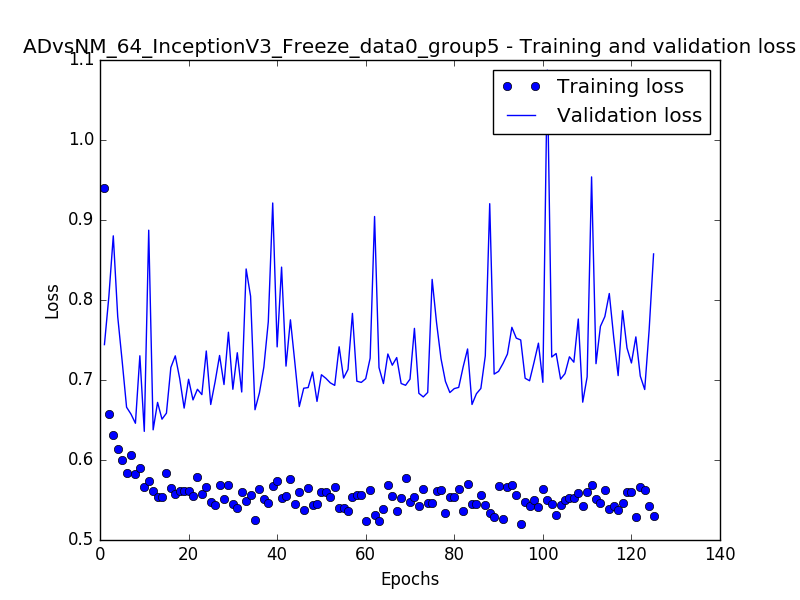 ADvsNM_64_InceptionV3_Freeze_data0_group5 - Training and validation loss
Training loss
Validation loss
Loss
1.1
1.0
0.9
0.8
0.7
0.6
0.5
0 20 40 60 80 100 120 140
Epochs